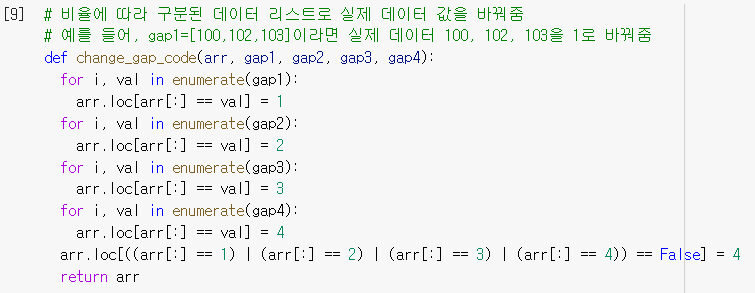 [9] # 비율에 따라 구분된 데이터 리스트로 실제 데이터 값을 바꿔줌
# 예를 들어, gap1=[100,102,103]이라면 실제 데이터 100, 102, 103을 1로 바꿔줌
def change_gap_code(arr, gap1, gap2, gap3, gap4):
  for i, val in enumerate(gap1):
    arr.loc[arr[:] == val] = 1
  for i, val in enumerate(gap2):
    arr.loc[arr[:] == val] = 2
  for i, val in enumerate(gap3):
    arr.loc[arr[:] == val] = 3
  for i, val in enumerate(gap4):
    arr.loc[arr[:] == val] = 4
  arr.loc[((arr[:] == 1) | (arr[:] == 2) | (arr[:] == 3) | (arr[:] == 4)) == False] = 4
  return arr